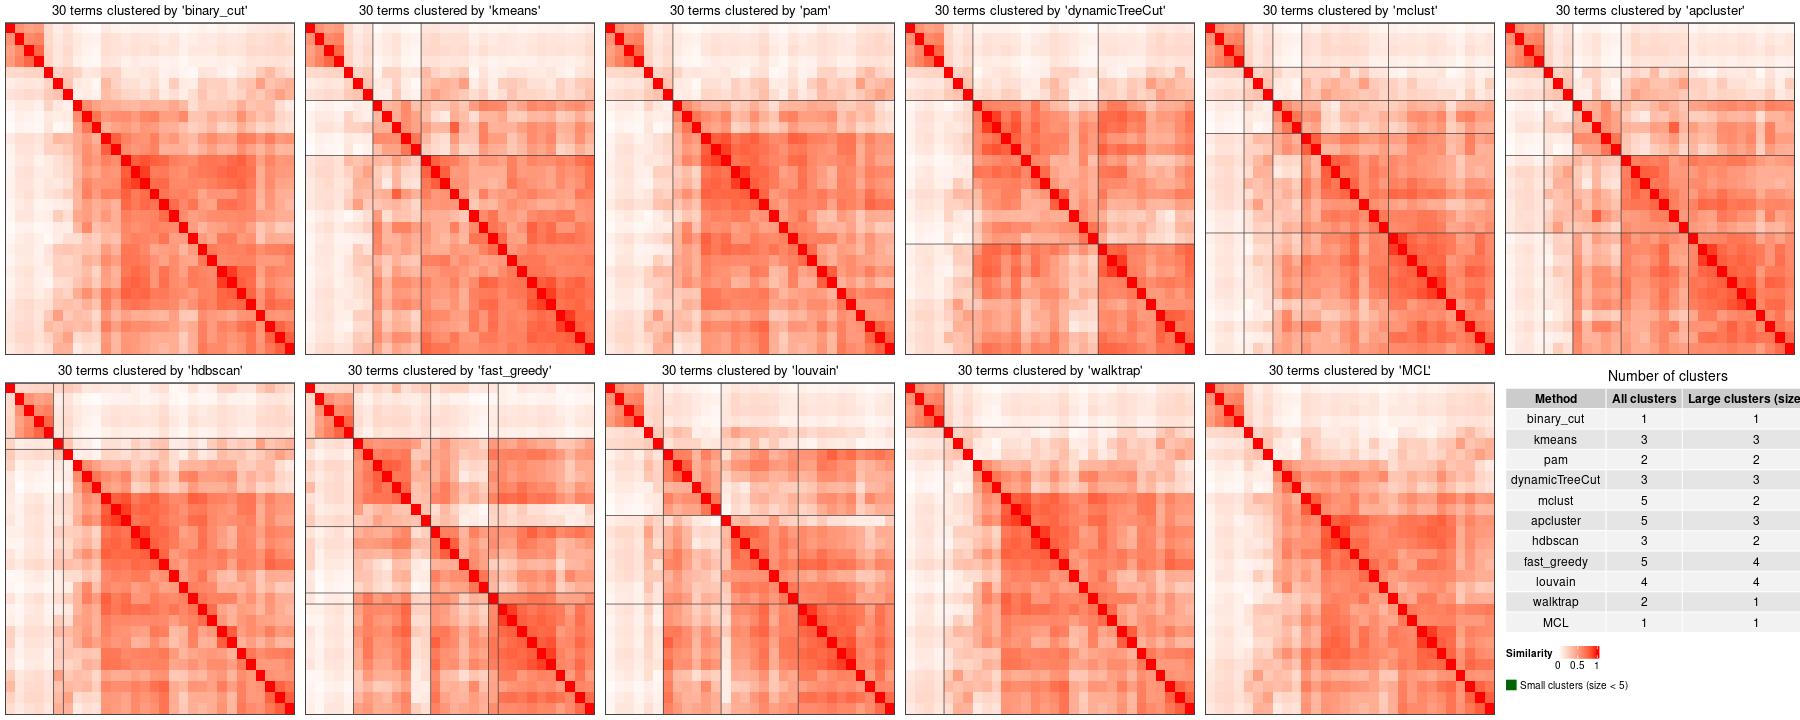 30 terms clustered by 'binary_cut'
30 terms clustered by 'kmeans'
30 terms clustered by 'pam'
30 terms clustered by 'dynamicTreeCut'
30 terms clustered by 'mclust'
30 terms clustered by 'apcluster'
30 terms clustered by 'hdbscan'
30 terms clustered by 'fast_greedy'
30 terms clustered by 'louvain'
30 terms clustered by 'walktrap'
30 terms clustered by 'MCL'
Number of clusters
Method All clusters Large clusters (size
binary_cut 1 1
kmeans 3 3
pam 2 2
dynamicTreeCut 3 3
mclust 5 2
apcluster 5 3
hdbscan 3 2
fast_greedy 5 4
louvain 4 4
walktrap 2 1
MCL 1 1
Similarity
0 0.5 1
Small clusters (size < 5)